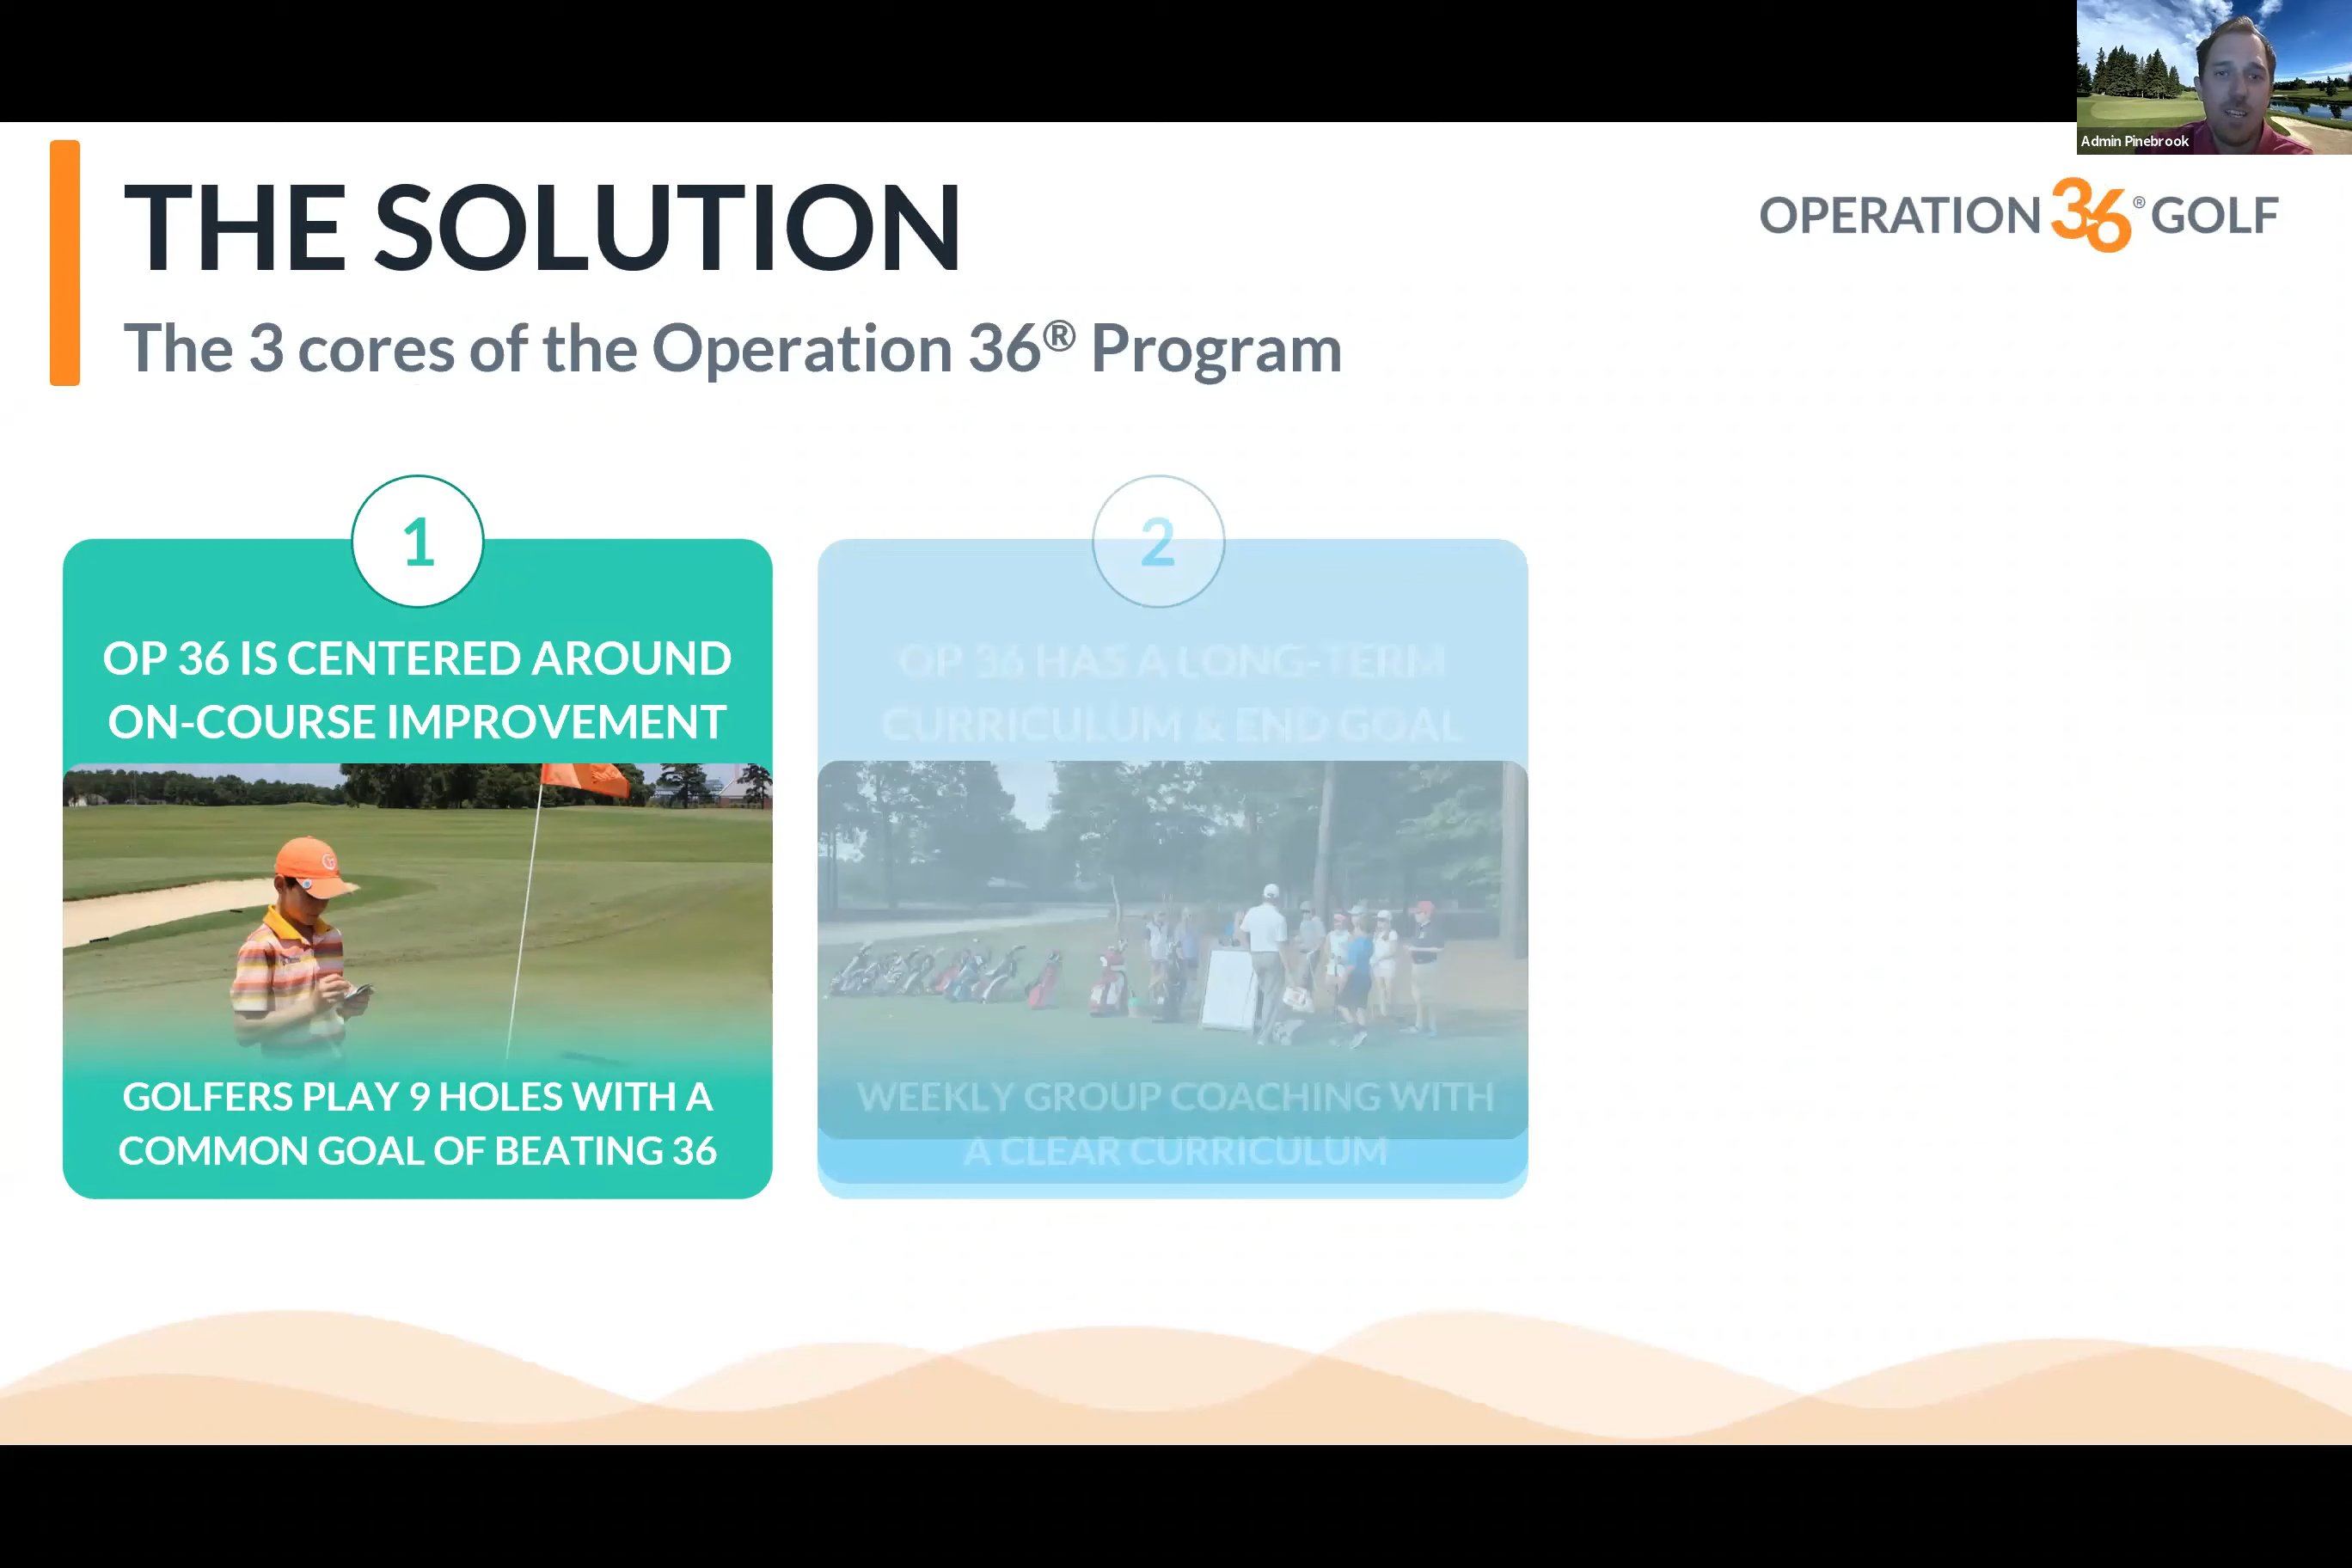 Admin Pinebrook
THE SOLUTION
OPERATION 36® GOLF
The 3 cores of the Operation 36® Program
1
OP 36 IS CENTERED AROUND
ON-COURSE IMPROVEMENT
GOLFERS PLAY 9 HOLES WITH A
COMMON GOAL OF BEATING 36
2
OP 36 HAS A LONG-TERM
CURRICULUM & END GOAL
WEEKLY GROUP COACHING WITH
A CLEAR CURRICULUM